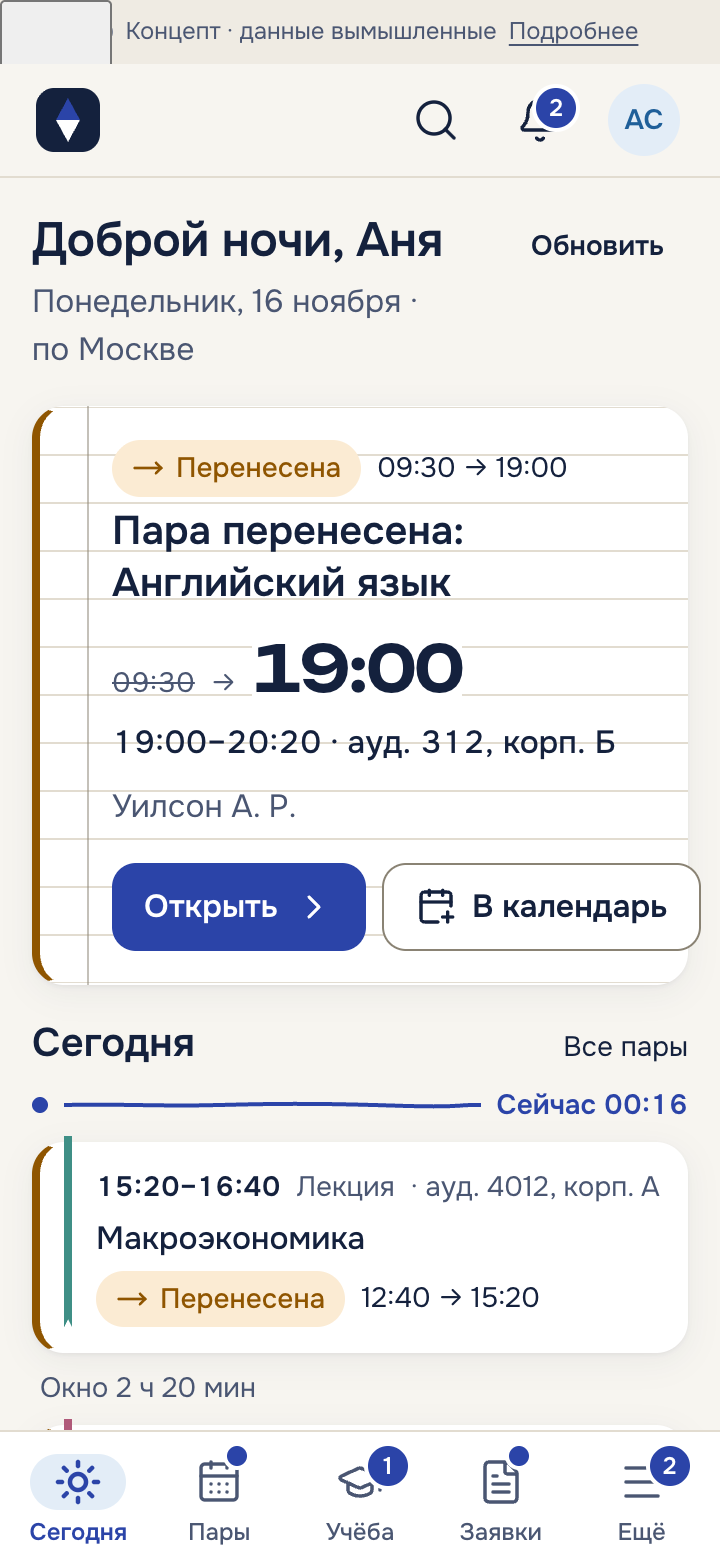 Концепт · данные вымышленные Подробнее
2
АС
Доброй ночи, Аня
Обновить
Понедельник, 16 ноября ·
по Москве
→ Перенесена 09:30 → 19:00
Пара перенесена:
Английский язык
09:30 → 19:00
19:00–20:20 · ауд. 312, корп. Б
Уилсон А. Р.
Открыть
В календарь
Сегодня
Все пары
Сейчас 00:16
15:20–16:40 Лекция · ауд. 4012, корп. А
Макроэкономика
→ Перенесена 12:40 → 15:20
Окно 2 ч 20 мин
1
2
Сегодня Пары Учёба Заявки Ещё